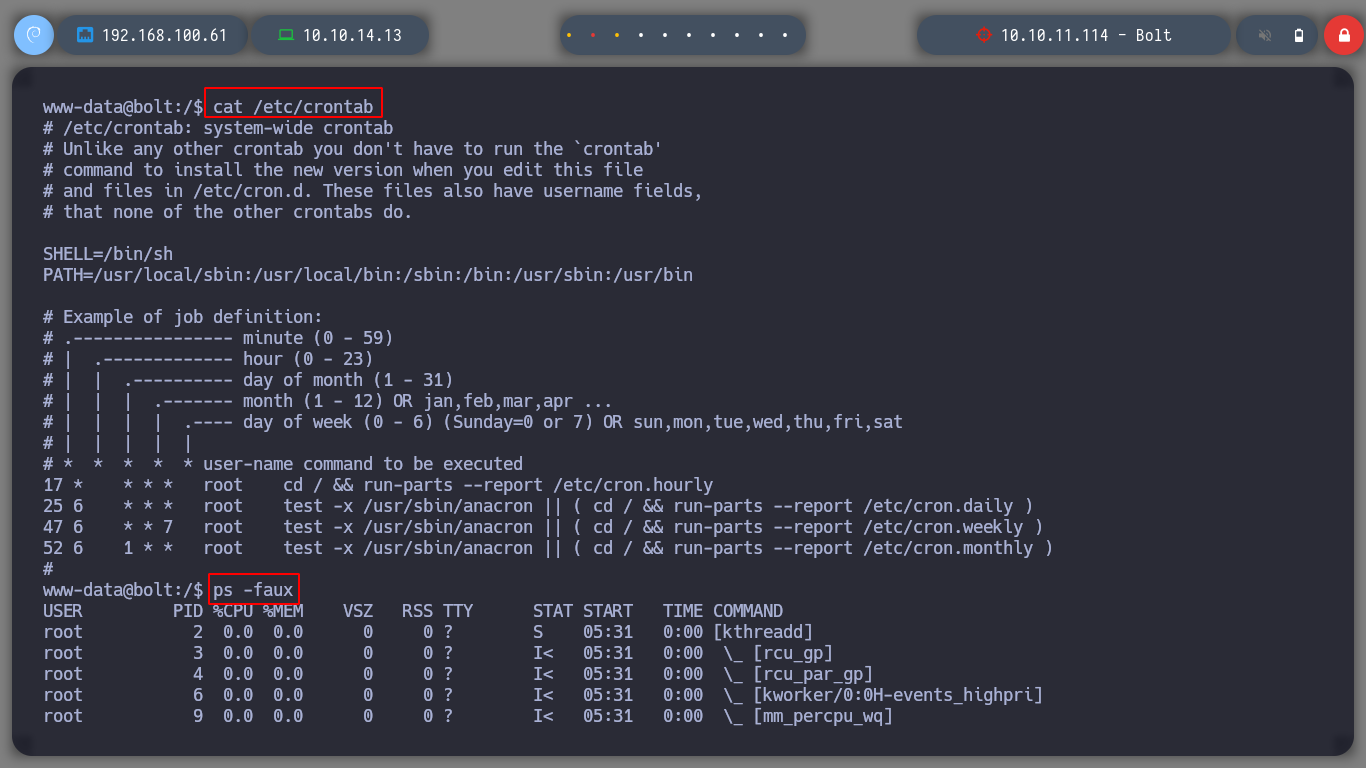 192.168.100.61 10.10.14.13 10.10.11.114 - Bolt
www-data@bolt:/$ cat /etc/crontab
# /etc/crontab: system-wide crontab
# Unlike any other crontab you don't have to run the `crontab'
# command to install the new version when you edit this file
# and files in /etc/cron.d. These files also have username fields,
# that none of the other crontabs do.

SHELL=/bin/sh
PATH=/usr/local/sbin:/usr/local/bin:/sbin:/bin:/usr/sbin:/usr/bin

# Example of job definition:
# .---------------- minute (0 - 59)
# |  .------------- hour (0 - 23)
# |  |  .---------- day of month (1 - 31)
# |  |  |  .------- month (1 - 12) OR jan,feb,mar,apr ...
# |  |  |  |  .---- day of week (0 - 6) (Sunday=0 or 7) OR sun,mon,tue,wed,thu,fri,sat
# |  |  |  |  |
# *  *  *  *  * user-name command to be executed
17 *    * * *   root    cd / && run-parts --report /etc/cron.hourly
25 6    * * *   root    test -x /usr/sbin/anacron || ( cd / && run-parts --report /etc/cron.daily )
47 6    * * 7   root    test -x /usr/sbin/anacron || ( cd / && run-parts --report /etc/cron.weekly )
52 6    1 * *   root    test -x /usr/sbin/anacron || ( cd / && run-parts --report /etc/cron.monthly )
#
www-data@bolt:/$ ps -faux
USER         PID %CPU %MEM    VSZ   RSS TTY      STAT START   TIME COMMAND
root           2  0.0  0.0      0     0 ?        S    05:31   0:00 [kthreadd]
root           3  0.0  0.0      0     0 ?        I<   05:31   0:00  \_ [rcu_gp]
root           4  0.0  0.0      0     0 ?        I<   05:31   0:00  \_ [rcu_par_gp]
root           6  0.0  0.0      0     0 ?        I<   05:31   0:00  \_ [kworker/0:0H-events_highpri]
root           9  0.0  0.0      0     0 ?        I<   05:31   0:00  \_ [mm_percpu_wq]